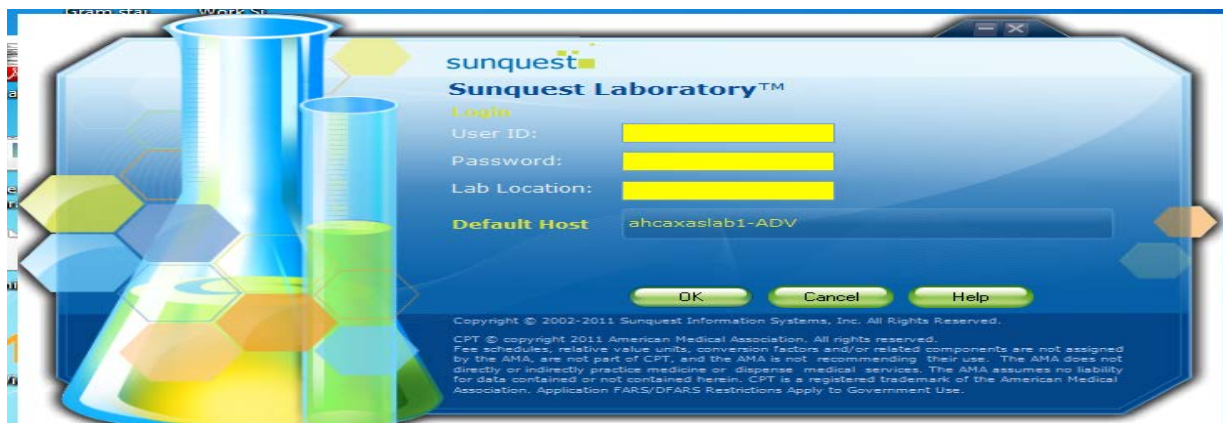 Gram stai Work S
sunquest
Sunquest Laboratory™
Login
User ID:
Password:
Lab Location:
Default Host ahcaxaslab1-ADV
OK Cancel Help
Copyright © 2002-2011 Sunquest Information Systems, Inc. All Rights Reserved.
CPT © copyright 2011 American Medical Association. All rights reserved.
Fee schedules, relative value units, conversion factors and/or related components are not assigned
by the AMA, are not part of CPT, and the AMA is not recommending their use. The AMA does not
directly or indirectly practice medicine or dispense medical services. The AMA assumes no liability
for data contained or not contained herein. CPT is a registered trademark of the American Medical
Association. Application FARS/DFARS Restrictions Apply to Government Use.